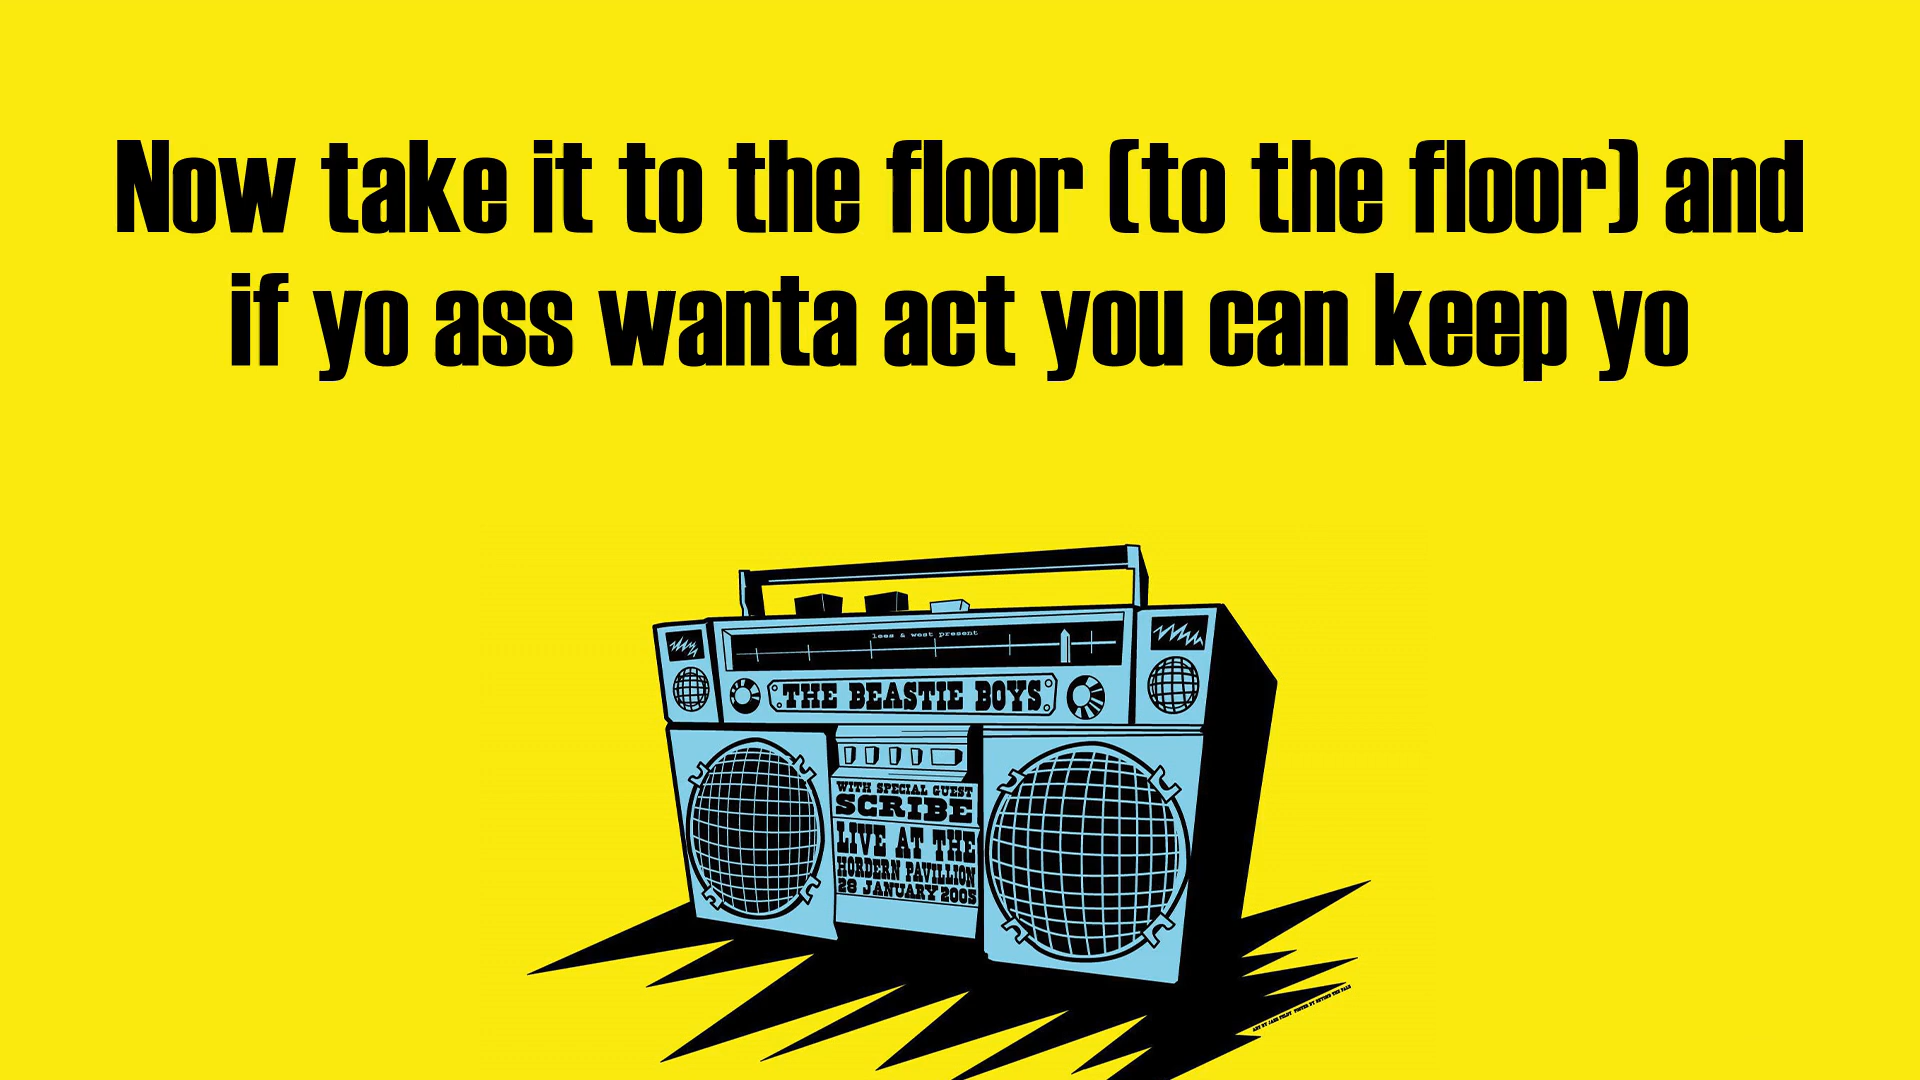 Now take it to the floor (to the floor) and
if yo ass wanta act you can keep yo
lees & west present
THE BEASTIE BOYS
WITH SPECIAL GUEST
SCRIBE
LIVE AT THE
HORDERN PAVILLION
28 JANUARY 2005